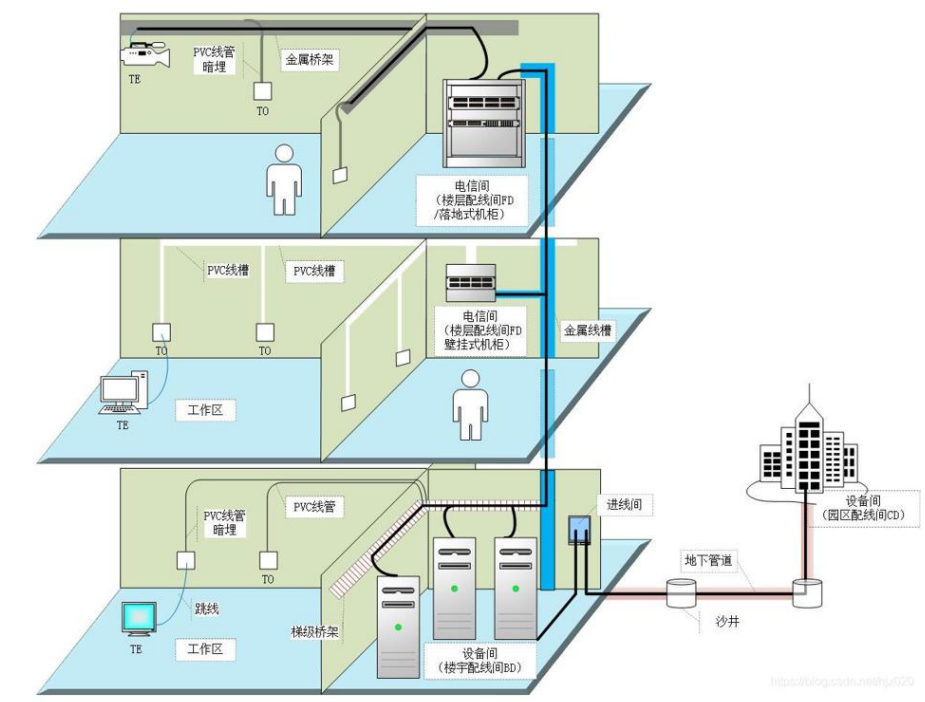 PVC线管
暗埋
金属桥架
TE
TO
电信间
(楼层配线间FD
/落地式机柜)
PVC线槽
PVC线槽
电信间
(楼层配线间FD
壁挂式机柜)
金属线槽
TO
TO
TE
工作区
进线间
设备间
(园区配线间CD)
PVC线管
暗埋
PVC线管
地下管道
TO
跳线
梯级桥架
沙井
TE
工作区
设备间
(楼宇配线间BD)
https://blog.csdn.net/hjx020